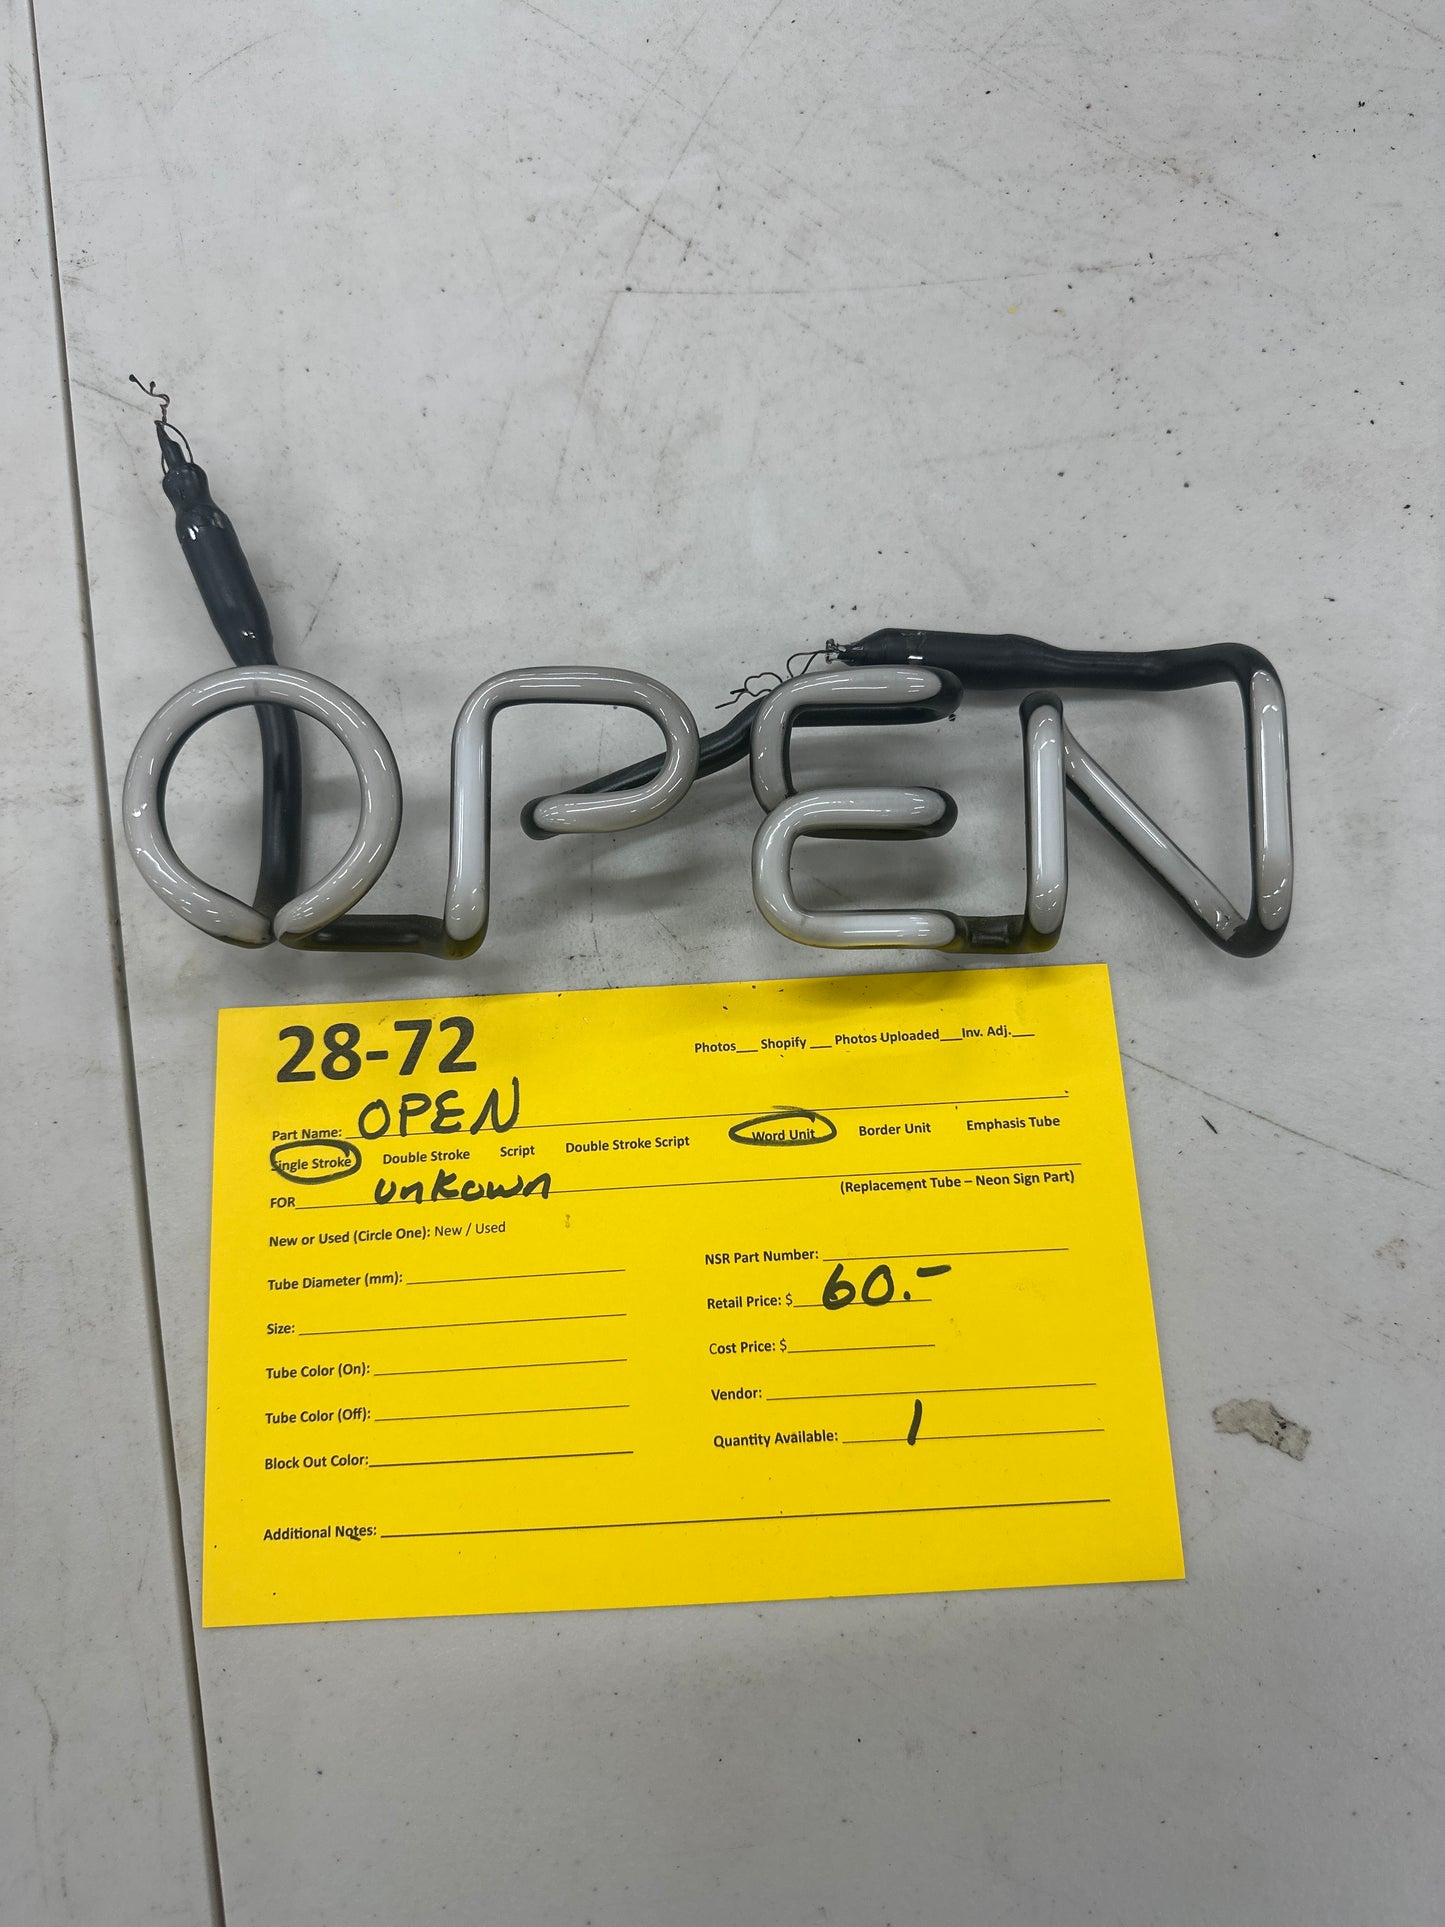 OPEN
28-72
Photos___ Shopify ___ Photos Uploaded___Inv. Adj.___
Part Name: OPEN
Single Stroke Double Stroke Script Double Stroke Script Word Unit Border Unit Emphasis Tube
FOR unkown
(Replacement Tube – Neon Sign Part)
New or Used (Circle One): New / Used
Tube Diameter (mm):
Size:
Tube Color (On):
Tube Color (Off):
Block Out Color:
NSR Part Number:
Retail Price: $ 60.-
Cost Price: $
Vendor:
Quantity Available: 1
Additional Notes: